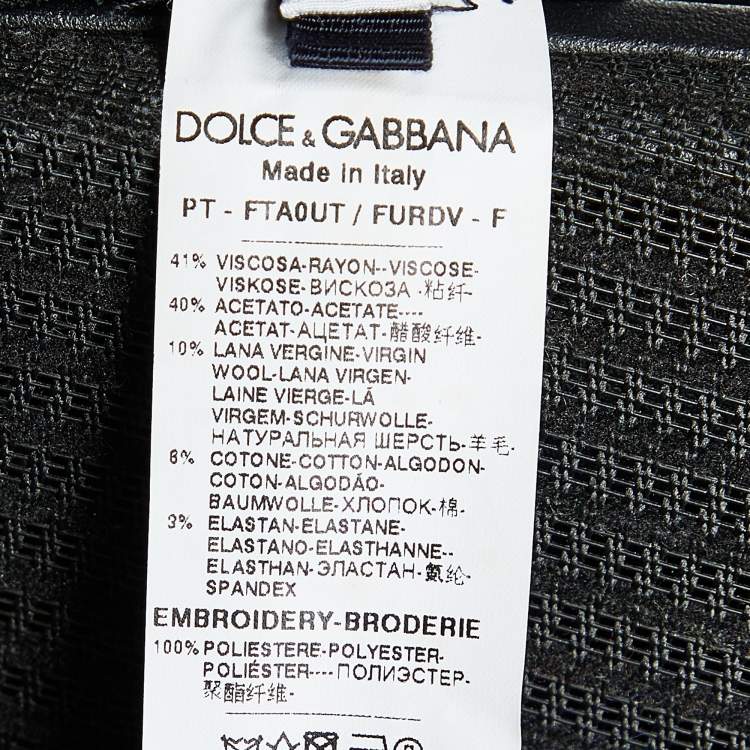 DOLCE & GABBANA
Made in Italy
PT - FTA0UT / FURDV - F
41% VISCOSA-RAYON--VISCOSE-
VISKOSE-ВИСКОЗА -粘纤-
40% ACETATO-ACETATE----
ACETAT-АЦЕТАТ-醋酸纤维-
10% LANA VERGINE-VIRGIN
WOOL-LANA VIRGEN-
LAINE VIERGE-LÃ
VIRGEM-SCHURWOLLE-
НАТУРАЛЬНАЯ ШЕРСТЬ-羊毛-
6% COTONE-COTTON-ALGODON-
COTON-ALGODÃO-
BAUMWOLLE-ХЛОПОК-棉-
3% ELASTAN-ELASTANE-
ELASTANO-ELASTHANNE--
ELASTHAN-ЭЛАСТАН-氨纶-
SPANDEX
EMBROIDERY-BRODERIE
100% POLIESTERE-POLYESTER-
POLIÉSTER----ПОЛИЭСТЕР-
聚酯纤维-